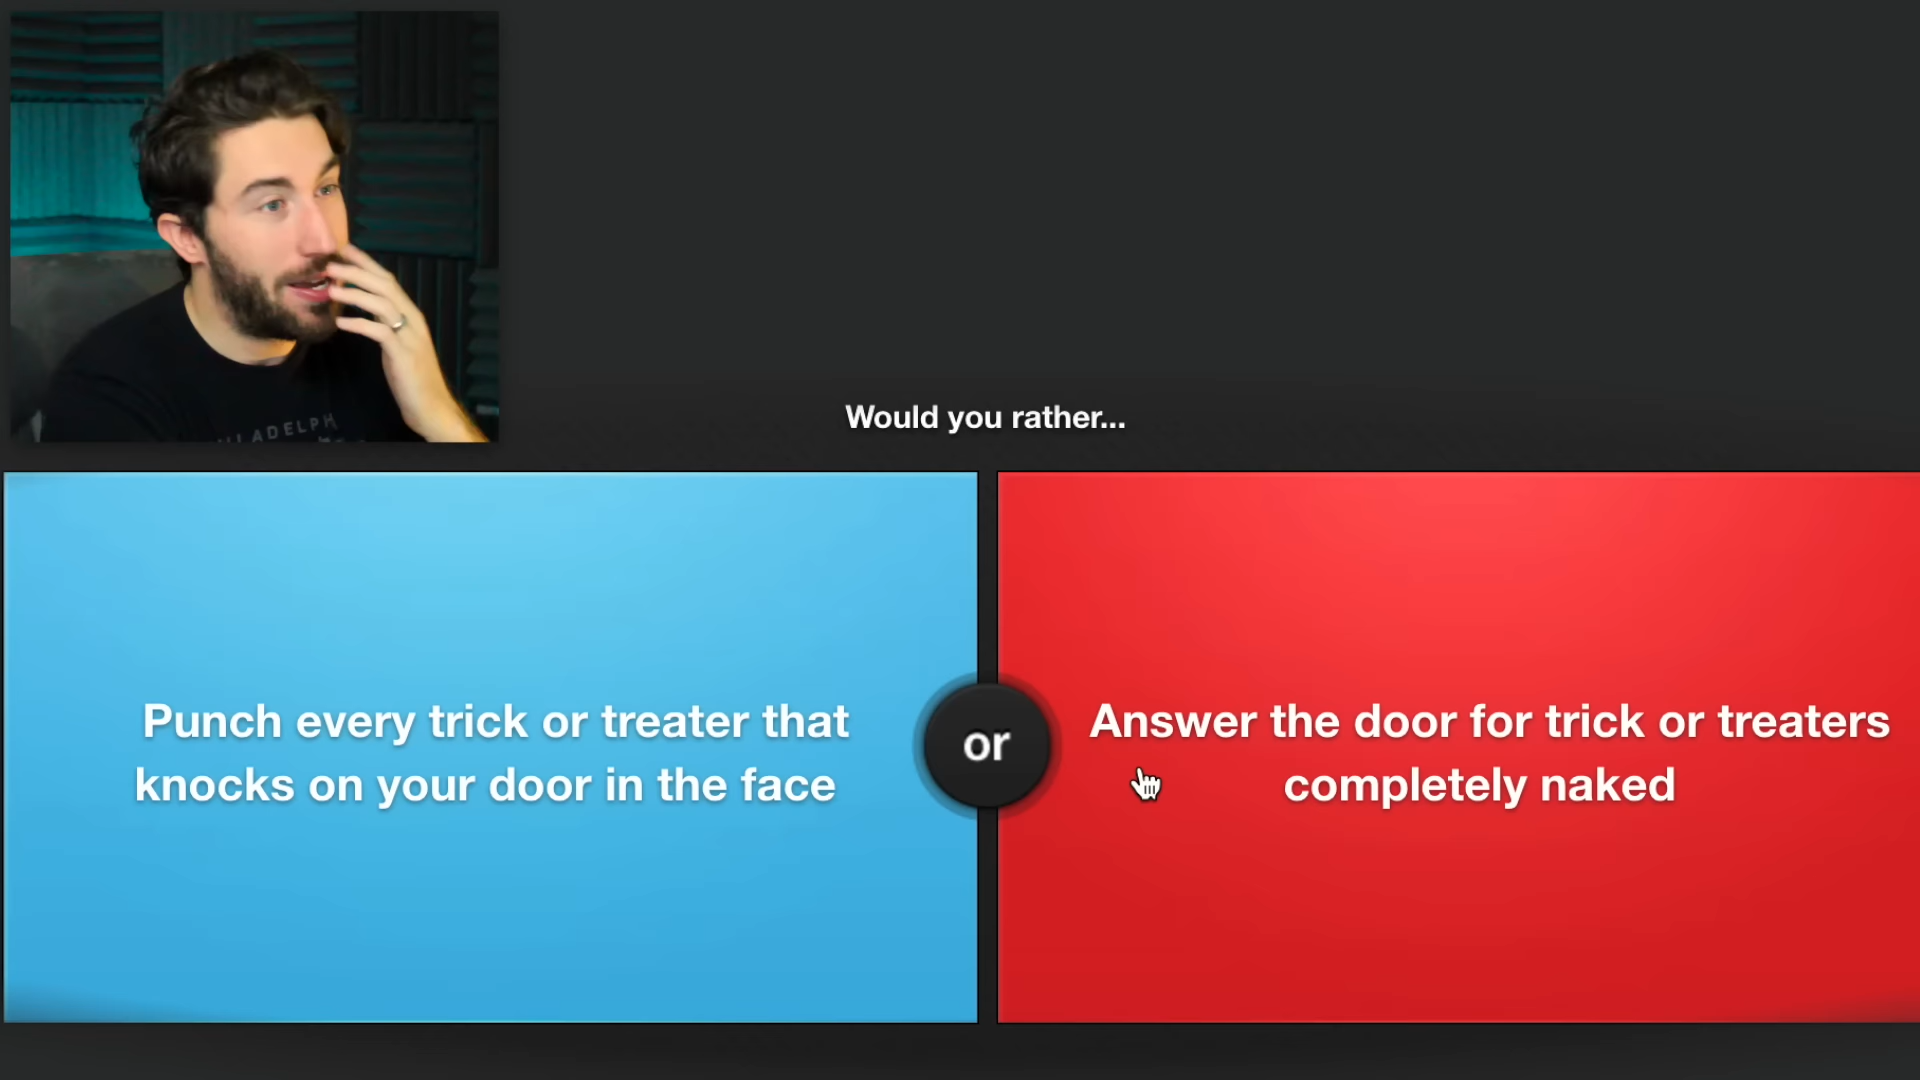 ILADELPH
Would you rather...
Punch every trick or treater that
knocks on your door in the face
or
Answer the door for trick or treaters
completely naked